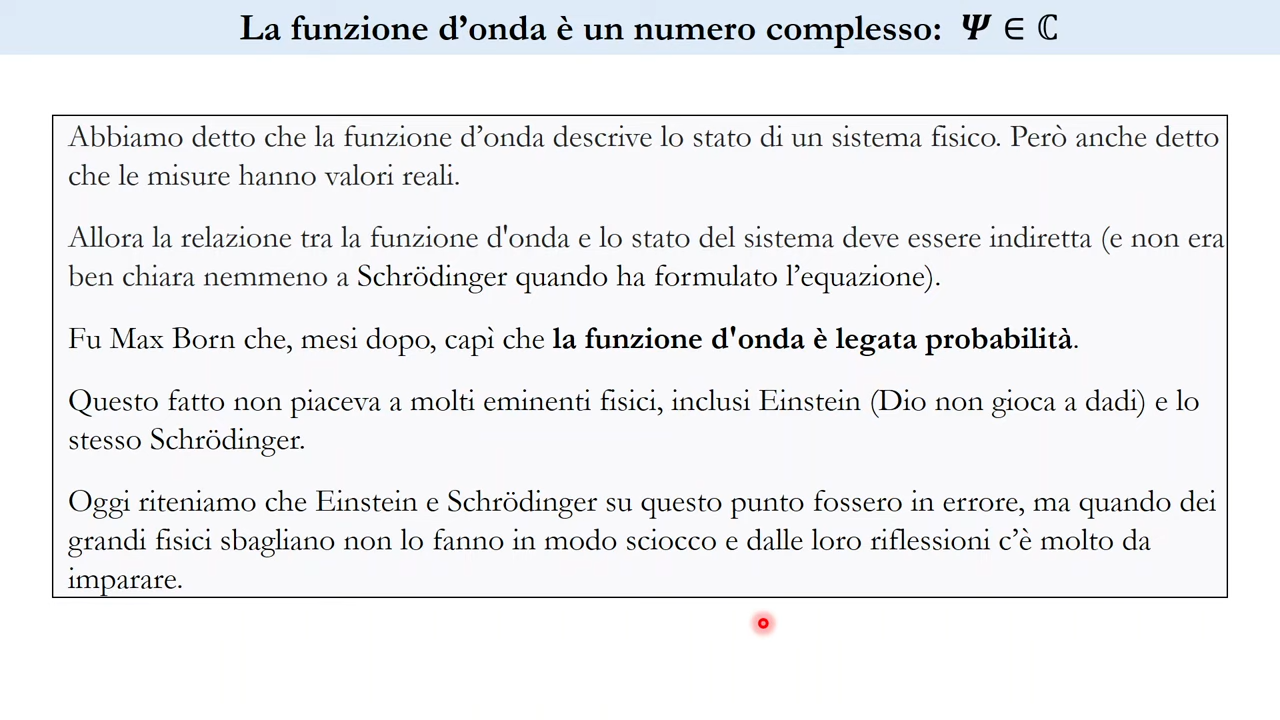 La funzione d’onda è un numero complesso: Ψ ∈ ℂ
Abbiamo detto che la funzione d’onda descrive lo stato di un sistema fisico. Però anche detto
che le misure hanno valori reali.
Allora la relazione tra la funzione d'onda e lo stato del sistema deve essere indiretta (e non era
ben chiara nemmeno a Schrödinger quando ha formulato l’equazione).
Fu Max Born che, mesi dopo, capì che la funzione d'onda è legata probabilità.
Questo fatto non piaceva a molti eminenti fisici, inclusi Einstein (Dio non gioca a dadi) e lo
stesso Schrödinger.
Oggi riteniamo che Einstein e Schrödinger su questo punto fossero in errore, ma quando dei
grandi fisici sbagliano non lo fanno in modo sciocco e dalle loro riflessioni c’è molto da
imparare.